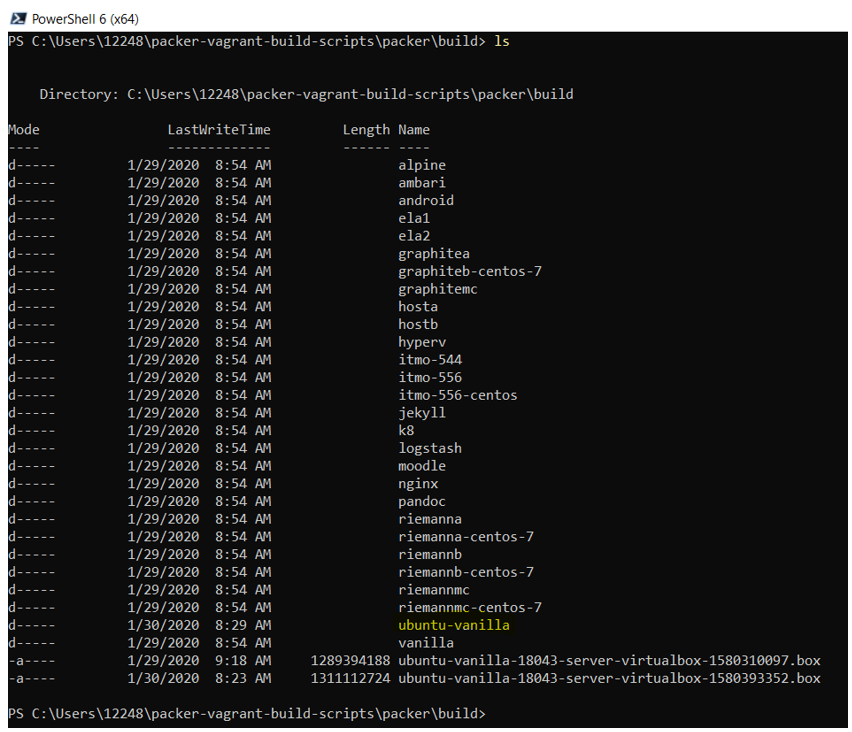 PowerShell 6 (x64)
PS C:\Users\12248\packer-vagrant-build-scripts\packer\build> ls
Directory: C:\Users\12248\packer-vagrant-build-scripts\packer\build
Mode                LastWriteTime         Length Name
----                -------------         ------ ----
d-----        1/29/2020  8:54 AM                alpine
d-----        1/29/2020  8:54 AM                ambari
d-----        1/29/2020  8:54 AM                android
d-----        1/29/2020  8:54 AM                ela1
d-----        1/29/2020  8:54 AM                ela2
d-----        1/29/2020  8:54 AM                graphitea
d-----        1/29/2020  8:54 AM                graphiteb-centos-7
d-----        1/29/2020  8:54 AM                graphitemc
d-----        1/29/2020  8:54 AM                hosta
d-----        1/29/2020  8:54 AM                hostb
d-----        1/29/2020  8:54 AM                hyperv
d-----        1/29/2020  8:54 AM                itmo-544
d-----        1/29/2020  8:54 AM                itmo-556
d-----        1/29/2020  8:54 AM                itmo-556-centos
d-----        1/29/2020  8:54 AM                jekyll
d-----        1/29/2020  8:54 AM                k8
d-----        1/29/2020  8:54 AM                logstash
d-----        1/29/2020  8:54 AM                moodle
d-----        1/29/2020  8:54 AM                nginx
d-----        1/29/2020  8:54 AM                pandoc
d-----        1/29/2020  8:54 AM                riemanna
d-----        1/29/2020  8:54 AM                riemanna-centos-7
d-----        1/29/2020  8:54 AM                riemannb
d-----        1/29/2020  8:54 AM                riemannb-centos-7
d-----        1/29/2020  8:54 AM                riemannmc
d-----        1/29/2020  8:54 AM                riemannmc-centos-7
d-----        1/30/2020  8:29 AM                ubuntu-vanilla
d-----        1/29/2020  8:54 AM                vanilla
-a----        1/29/2020  9:18 AM     1289394188 ubuntu-vanilla-18043-server-virtualbox-1580310097.box
-a----        1/30/2020  8:23 AM     1311112724 ubuntu-vanilla-18043-server-virtualbox-1580393352.box
PS C:\Users\12248\packer-vagrant-build-scripts\packer\build>